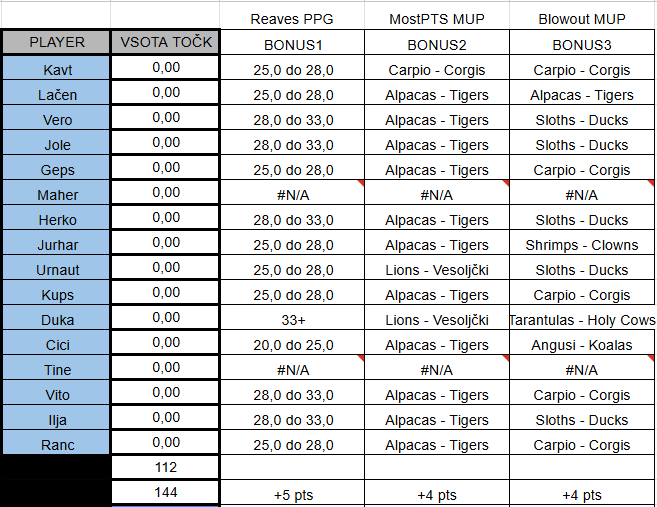 Reaves PPG MostPTS MUP Blowout MUP
PLAYER VSOTA TOČK BONUS1 BONUS2 BONUS3
Kavt 0,00 25,0 do 28,0 Carpio - Corgis Carpio - Corgis
Lačen 0,00 25,0 do 28,0 Alpacas - Tigers Alpacas - Tigers
Vero 0,00 28,0 do 33,0 Alpacas - Tigers Sloths - Ducks
Jole 0,00 28,0 do 33,0 Alpacas - Tigers Sloths - Ducks
Geps 0,00 25,0 do 28,0 Alpacas - Tigers Carpio - Corgis
Maher 0,00 #N/A #N/A #N/A
Herko 0,00 28,0 do 33,0 Alpacas - Tigers Sloths - Ducks
Jurhar 0,00 25,0 do 28,0 Alpacas - Tigers Shrimps - Clowns
Urnaut 0,00 25,0 do 28,0 Lions - Vesoljčki Sloths - Ducks
Kups 0,00 25,0 do 28,0 Alpacas - Tigers Carpio - Corgis
Duka 0,00 33+ Lions - Vesoljčki Tarantulas - Holy Cows
Cici 0,00 20,0 do 25,0 Alpacas - Tigers Angusi - Koalas
Tine 0,00 #N/A #N/A #N/A
Vito 0,00 28,0 do 33,0 Alpacas - Tigers Carpio - Corgis
Ilja 0,00 28,0 do 33,0 Alpacas - Tigers Sloths - Ducks
Ranc 0,00 25,0 do 28,0 Alpacas - Tigers Carpio - Corgis
112
144 +5 pts +4 pts +4 pts